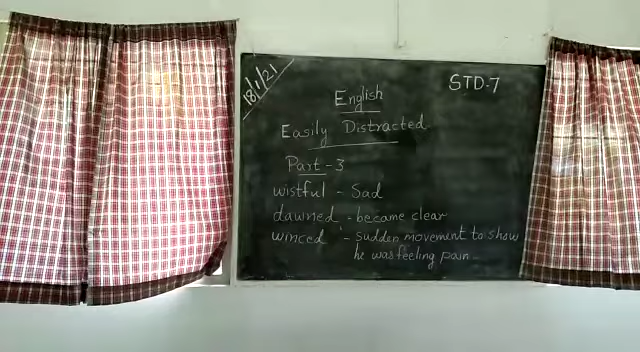 18/1/21
STD-7
English
Easily Distracted
Part-3
wistful - Sad
dawned - became clear
winced - sudden movement to show
he was feeling pain.